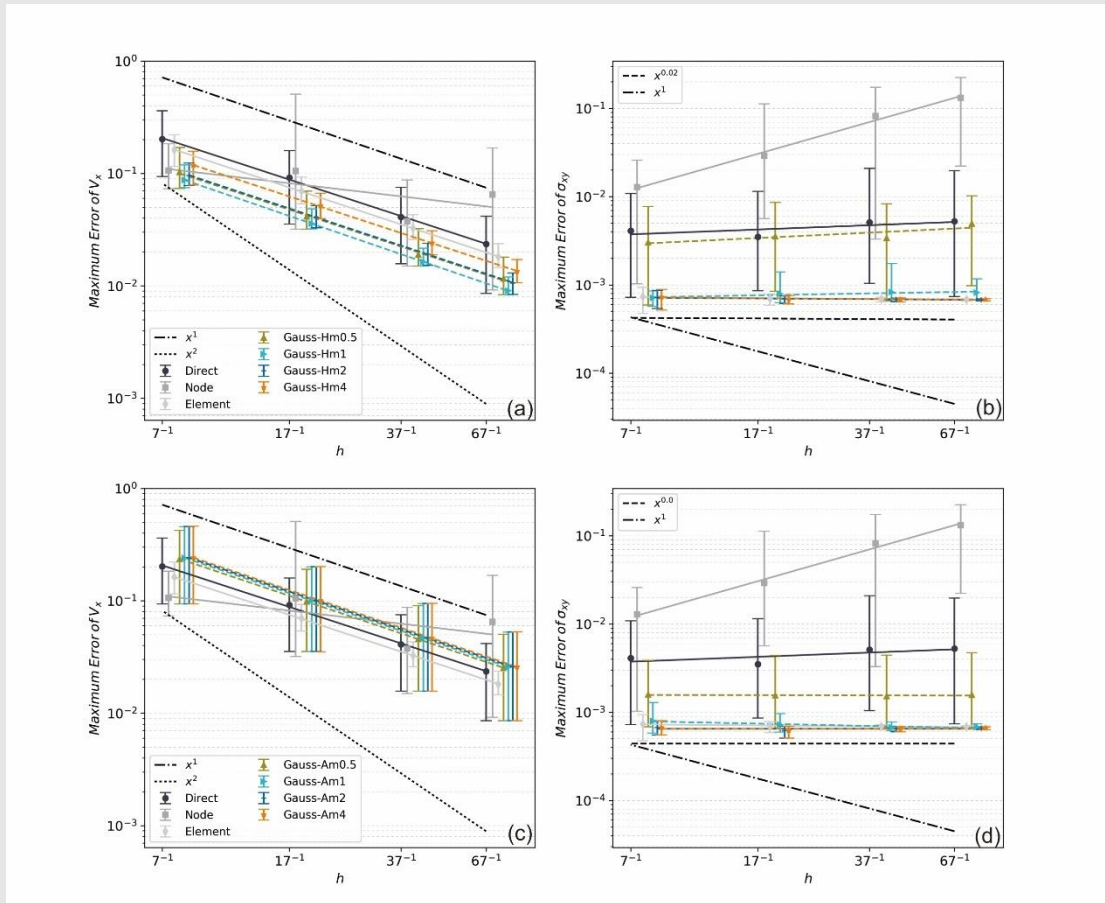 10⁰
10⁻¹
10⁻²
10⁻³
Maximum Error of Vₓ
x¹
x²
Direct
Node
Element
Gauss-Hm0.5
Gauss-Hm1
Gauss-Hm2
Gauss-Hm4
(a)
7⁻¹ 17⁻¹ 37⁻¹ 67⁻¹
h
x^0.02
x¹
10⁻¹
10⁻²
10⁻³
10⁻⁴
Maximum Error of σxy
(b)
7⁻¹ 17⁻¹ 37⁻¹ 67⁻¹
h
10⁰
10⁻¹
10⁻²
10⁻³
Maximum Error of Vₓ
x¹
x²
Direct
Node
Element
Gauss-Am0.5
Gauss-Am1
Gauss-Am2
Gauss-Am4
(c)
7⁻¹ 17⁻¹ 37⁻¹ 67⁻¹
h
x^0.0
x¹
10⁻¹
10⁻²
10⁻³
10⁻⁴
Maximum Error of σxy
(d)
7⁻¹ 17⁻¹ 37⁻¹ 67⁻¹
h